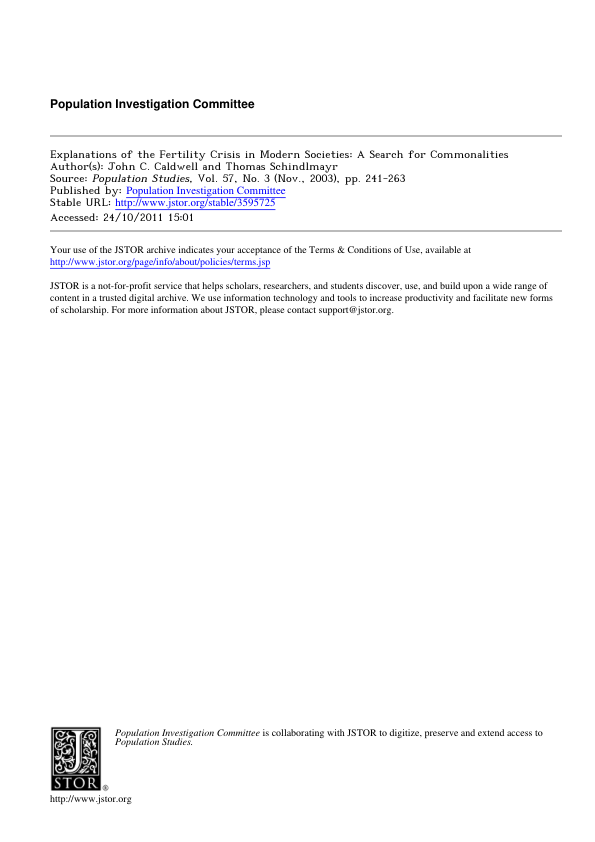 Population Investigation Committee
Explanations of the Fertility Crisis in Modern Societies: A Search for Commonalities
Author(s): John C. Caldwell and Thomas Schindlmayr
Source: Population Studies, Vol. 57, No. 3 (Nov., 2003), pp. 241-263
Published by: Population Investigation Committee
Stable URL: http://www.jstor.org/stable/3595725
Accessed: 24/10/2011 15:01
Your use of the JSTOR archive indicates your acceptance of the Terms & Conditions of Use, available at
http://www.jstor.org/page/info/about/policies/terms.jsp
JSTOR is a not-for-profit service that helps scholars, researchers, and students discover, use, and build upon a wide range of
content in a trusted digital archive. We use information technology and tools to increase productivity and facilitate new forms
of scholarship. For more information about JSTOR, please contact support@jstor.org.
Population Investigation Committee is collaborating with JSTOR to digitize, preserve and extend access to
Population Studies.
JSTOR®
http://www.jstor.org